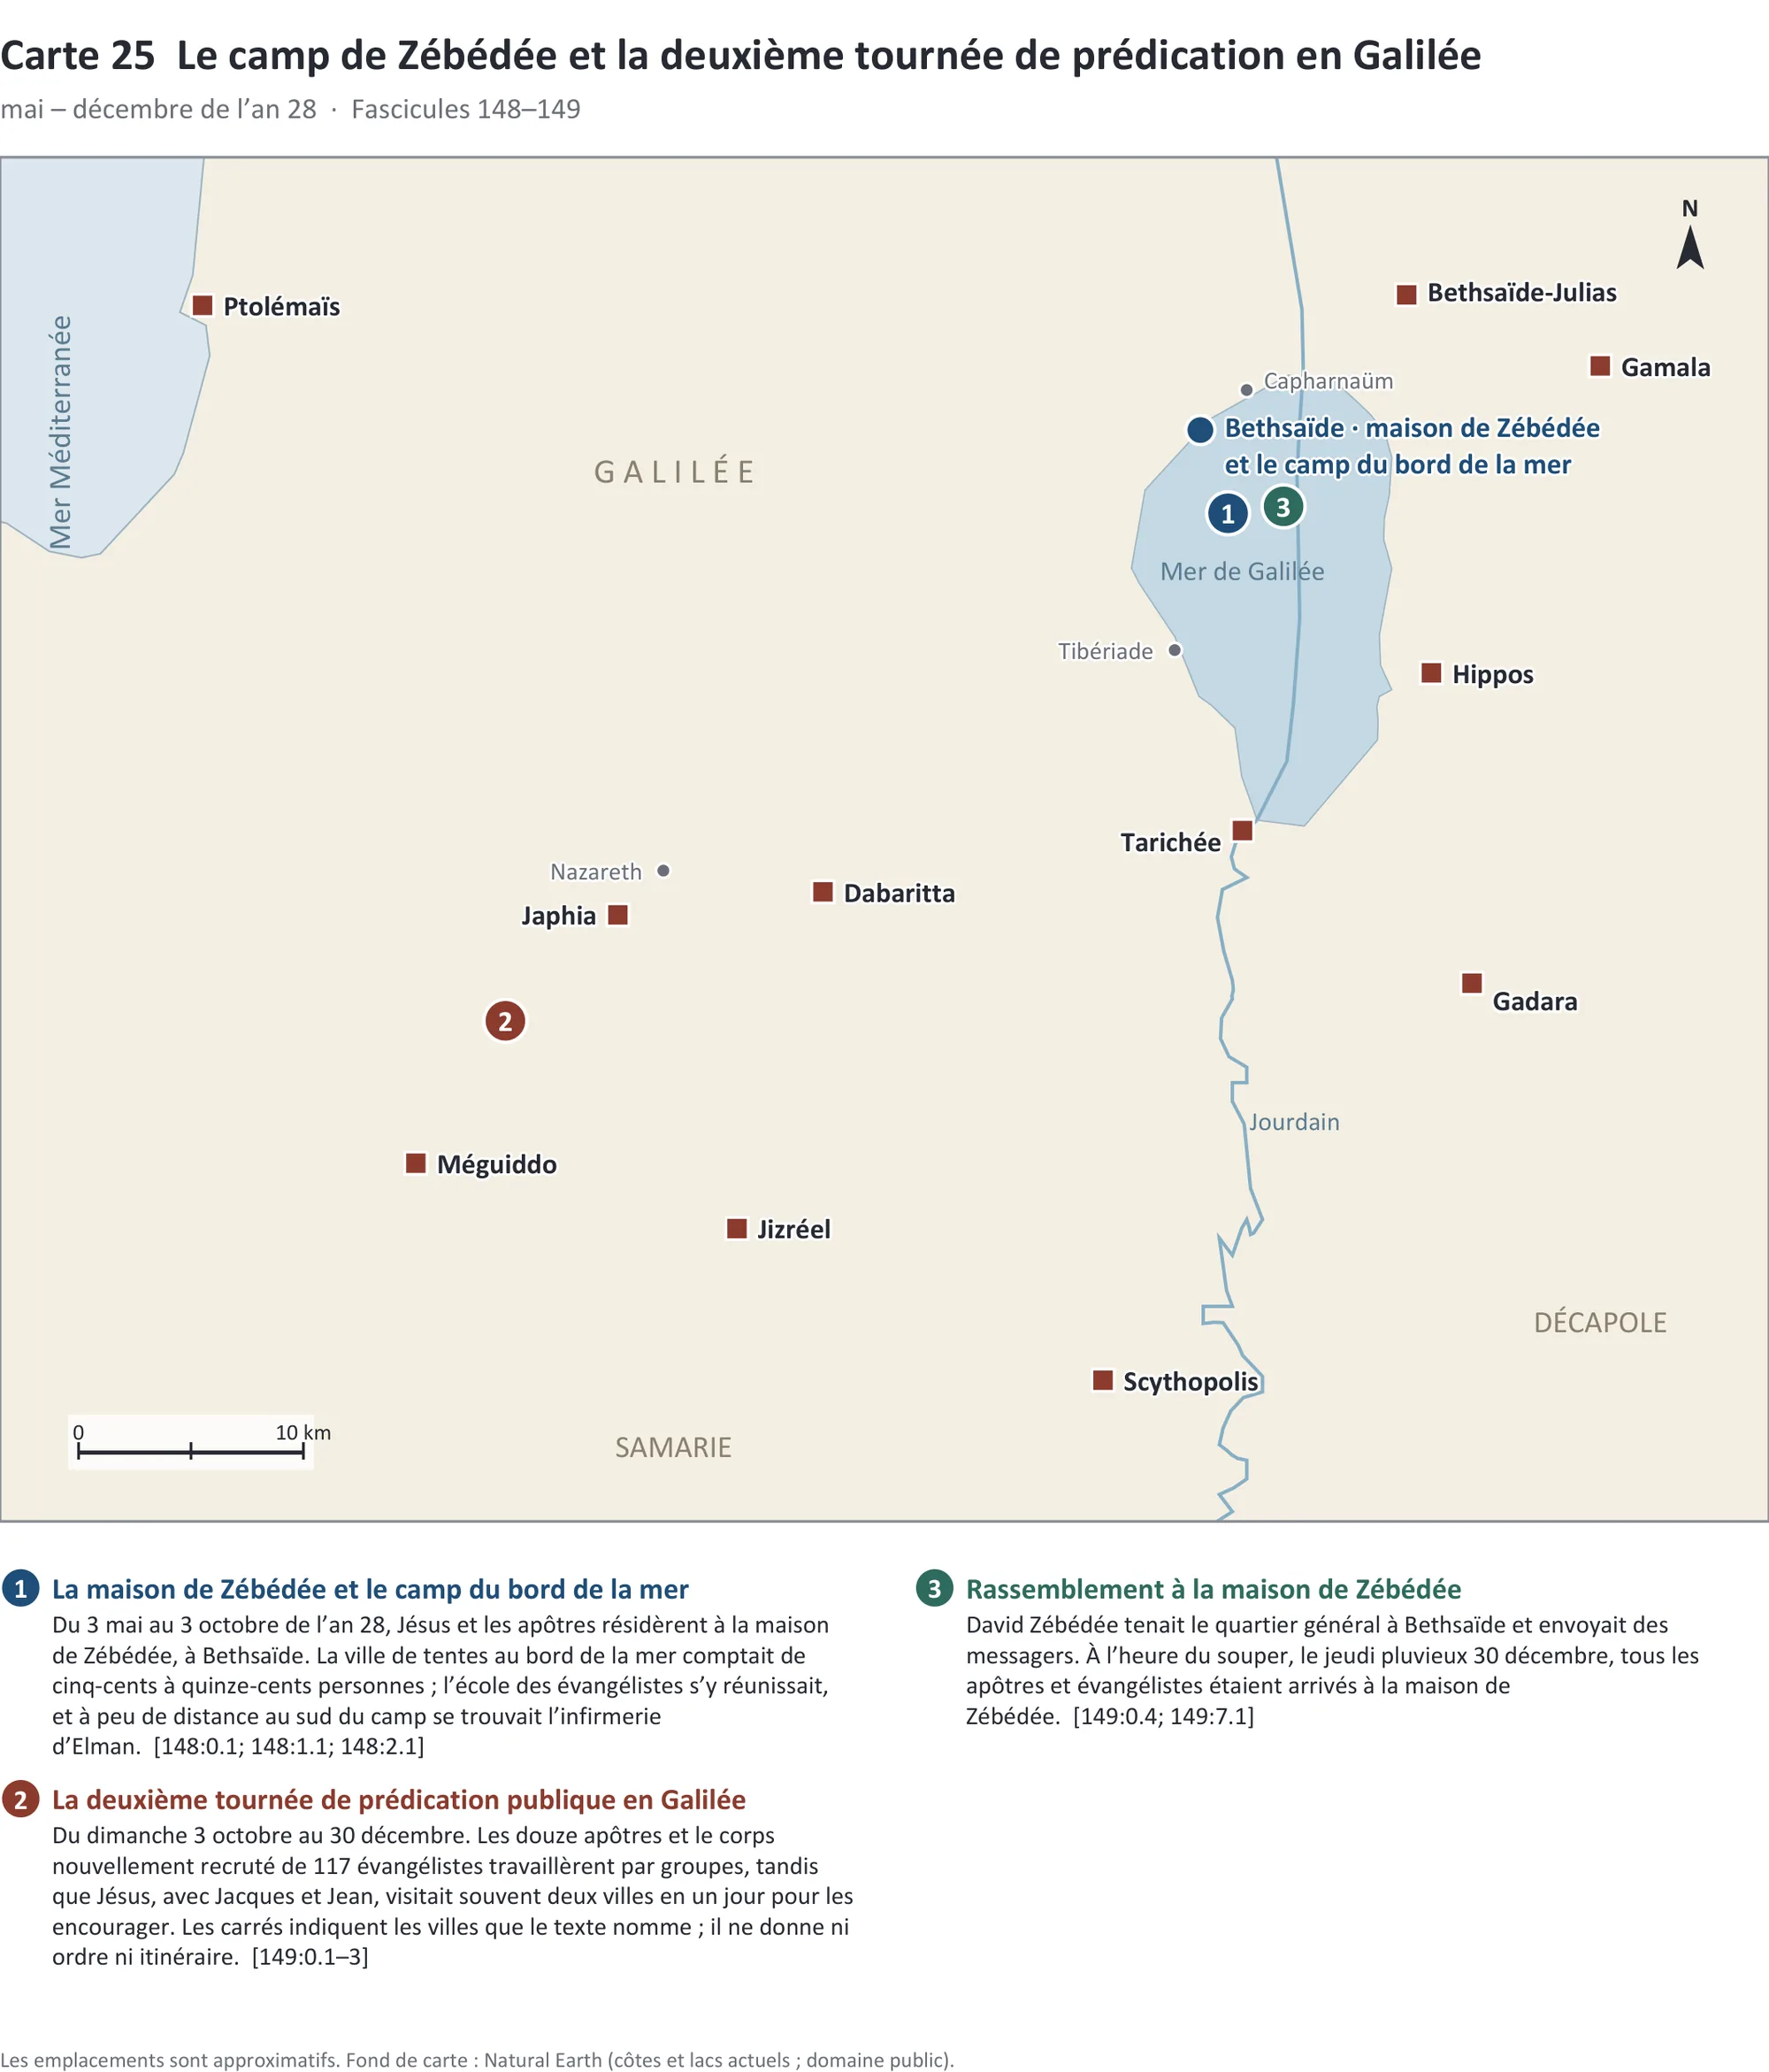 Carte 25  Le camp de Zébédée et la deuxième tournée de prédication en Galilée
mai – décembre de l’an 28  ·  Fascicules 148–149
N
Ptolémaïs
Bethsaïde-Julias
Mer Méditerranée
Gamala
Capharnaüm
Bethsaïde · maison de Zébédée
et le camp du bord de la mer
GALILÉE
1
3
Mer de Galilée
Tibériade
Hippos
Tarichée
Nazareth
Dabaritta
Japhia
Gadara
2
Jourdain
Méguiddo
Jizréel
DÉCAPOLE
Scythopolis
0 10 km
SAMARIE
1 La maison de Zébédée et le camp du bord de la mer
Du 3 mai au 3 octobre de l’an 28, Jésus et les apôtres résidèrent à la maison
de Zébédée, à Bethsaïde. La ville de tentes au bord de la mer comptait de
cinq-cents à quinze-cents personnes ; l’école des évangélistes s’y réunissait,
et à peu de distance au sud du camp se trouvait l’infirmerie
d’Elman.  [148:0.1; 148:1.1; 148:2.1]
2 La deuxième tournée de prédication publique en Galilée
Du dimanche 3 octobre au 30 décembre. Les douze apôtres et le corps
nouvellement recruté de 117 évangélistes travaillèrent par groupes, tandis
que Jésus, avec Jacques et Jean, visitait souvent deux villes en un jour pour les
encourager. Les carrés indiquent les villes que le texte nomme ; il ne donne ni
ordre ni itinéraire.  [149:0.1–3]
3 Rassemblement à la maison de Zébédée
David Zébédée tenait le quartier général à Bethsaïde et envoyait des
messagers. À l’heure du souper, le jeudi pluvieux 30 décembre, tous les
apôtres et évangélistes étaient arrivés à la maison de
Zébédée.  [149:0.4; 149:7.1]
Les emplacements sont approximatifs. Fond de carte : Natural Earth (côtes et lacs actuels ; domaine public).